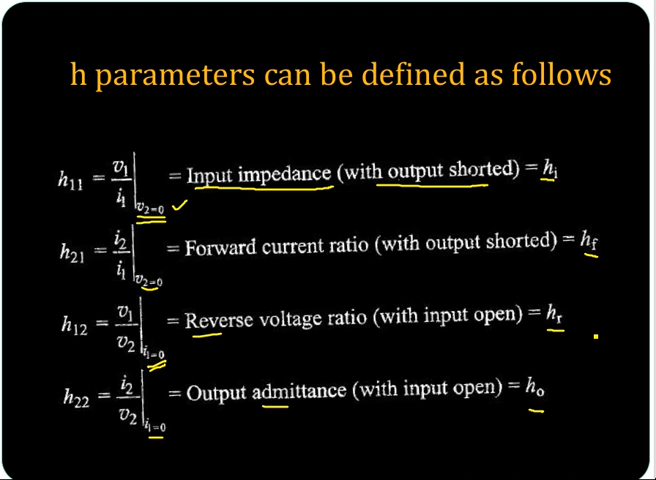 h parameters can be defined as follows
h₁₁ = v₁/i₁ |v₂=0 = Input impedance (with output shorted) = hᵢ
h₂₁ = i₂/i₁ |v₂=0 = Forward current ratio (with output shorted) = h_f
h₁₂ = v₁/v₂ |i₁=0 = Reverse voltage ratio (with input open) = hᵣ
h₂₂ = i₂/v₂ |i₁=0 = Output admittance (with input open) = hₒ